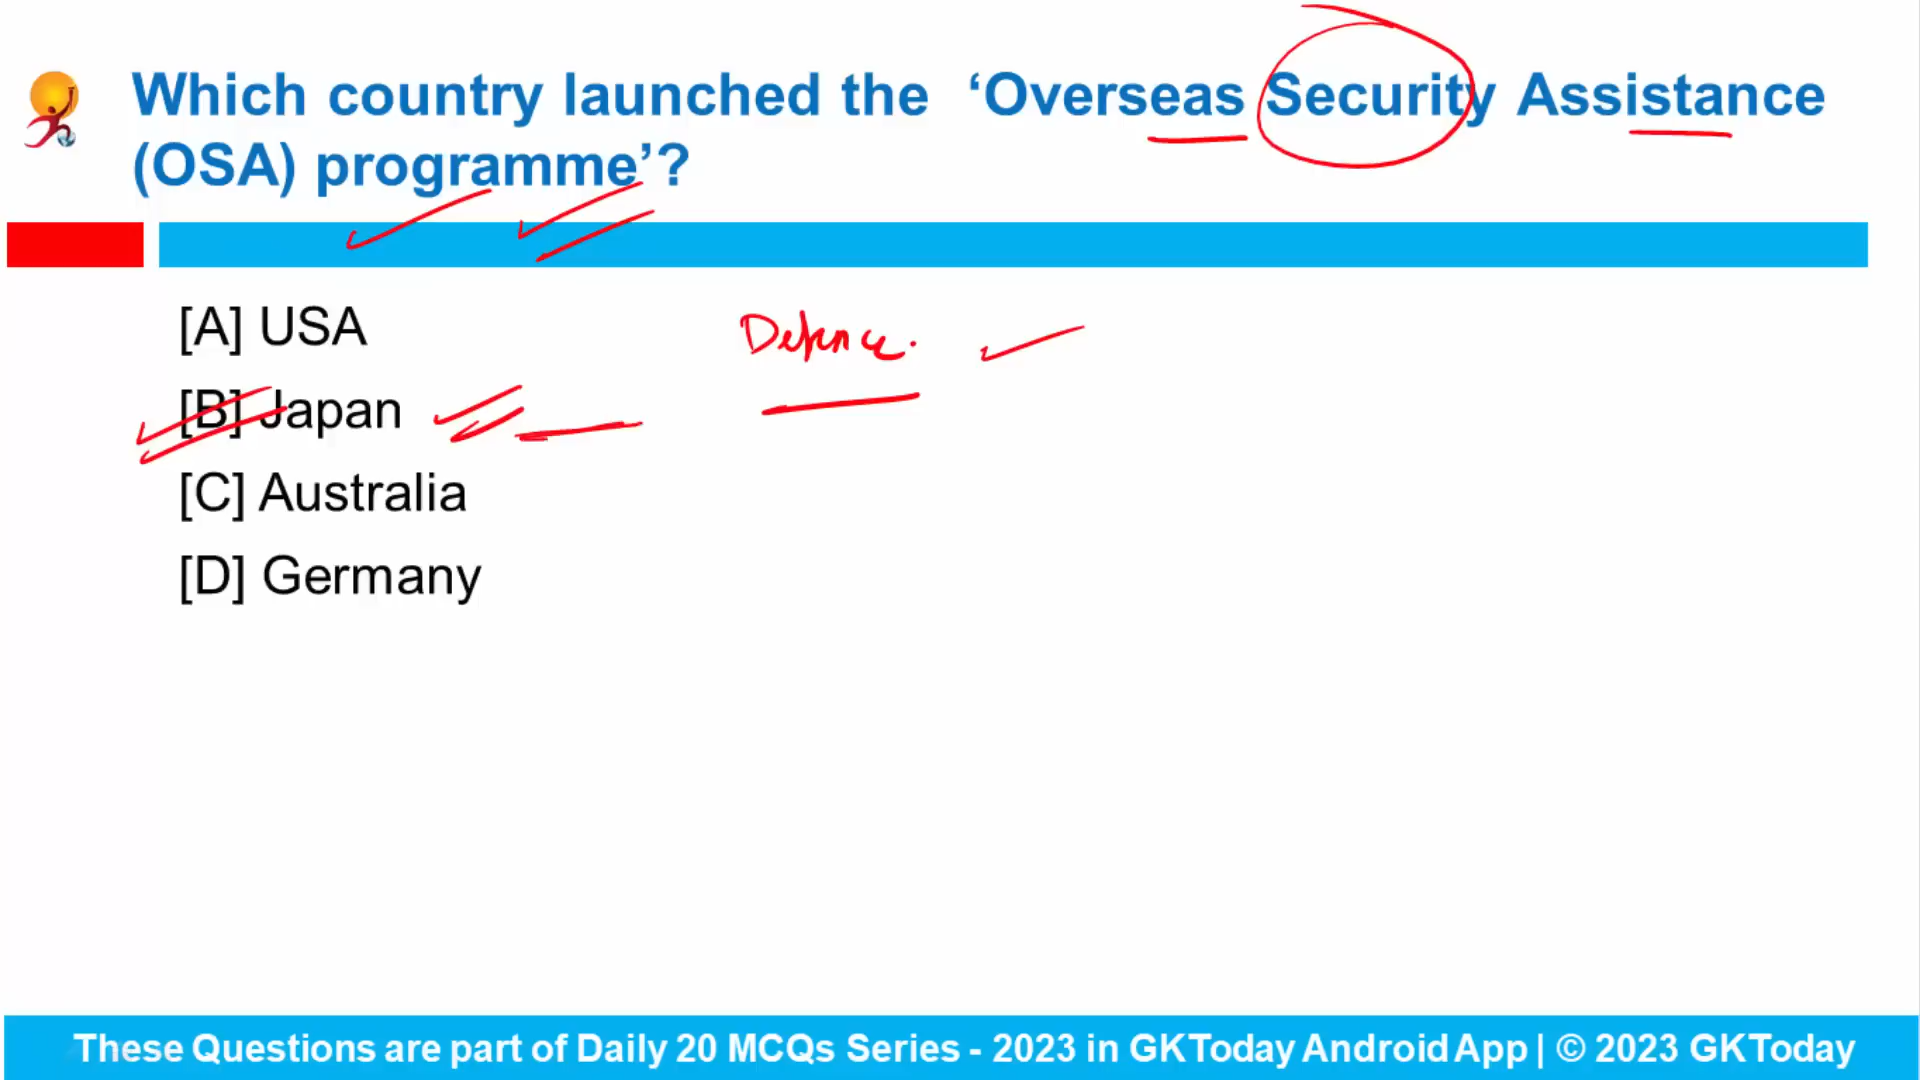 Which country launched the ‘Overseas Security Assistance
(OSA) programme’?
[A] USA
Defence.
[B] Japan
[C] Australia
[D] Germany
These Questions are part of Daily 20 MCQs Series - 2023 in GKToday Android App | © 2023 GKToday